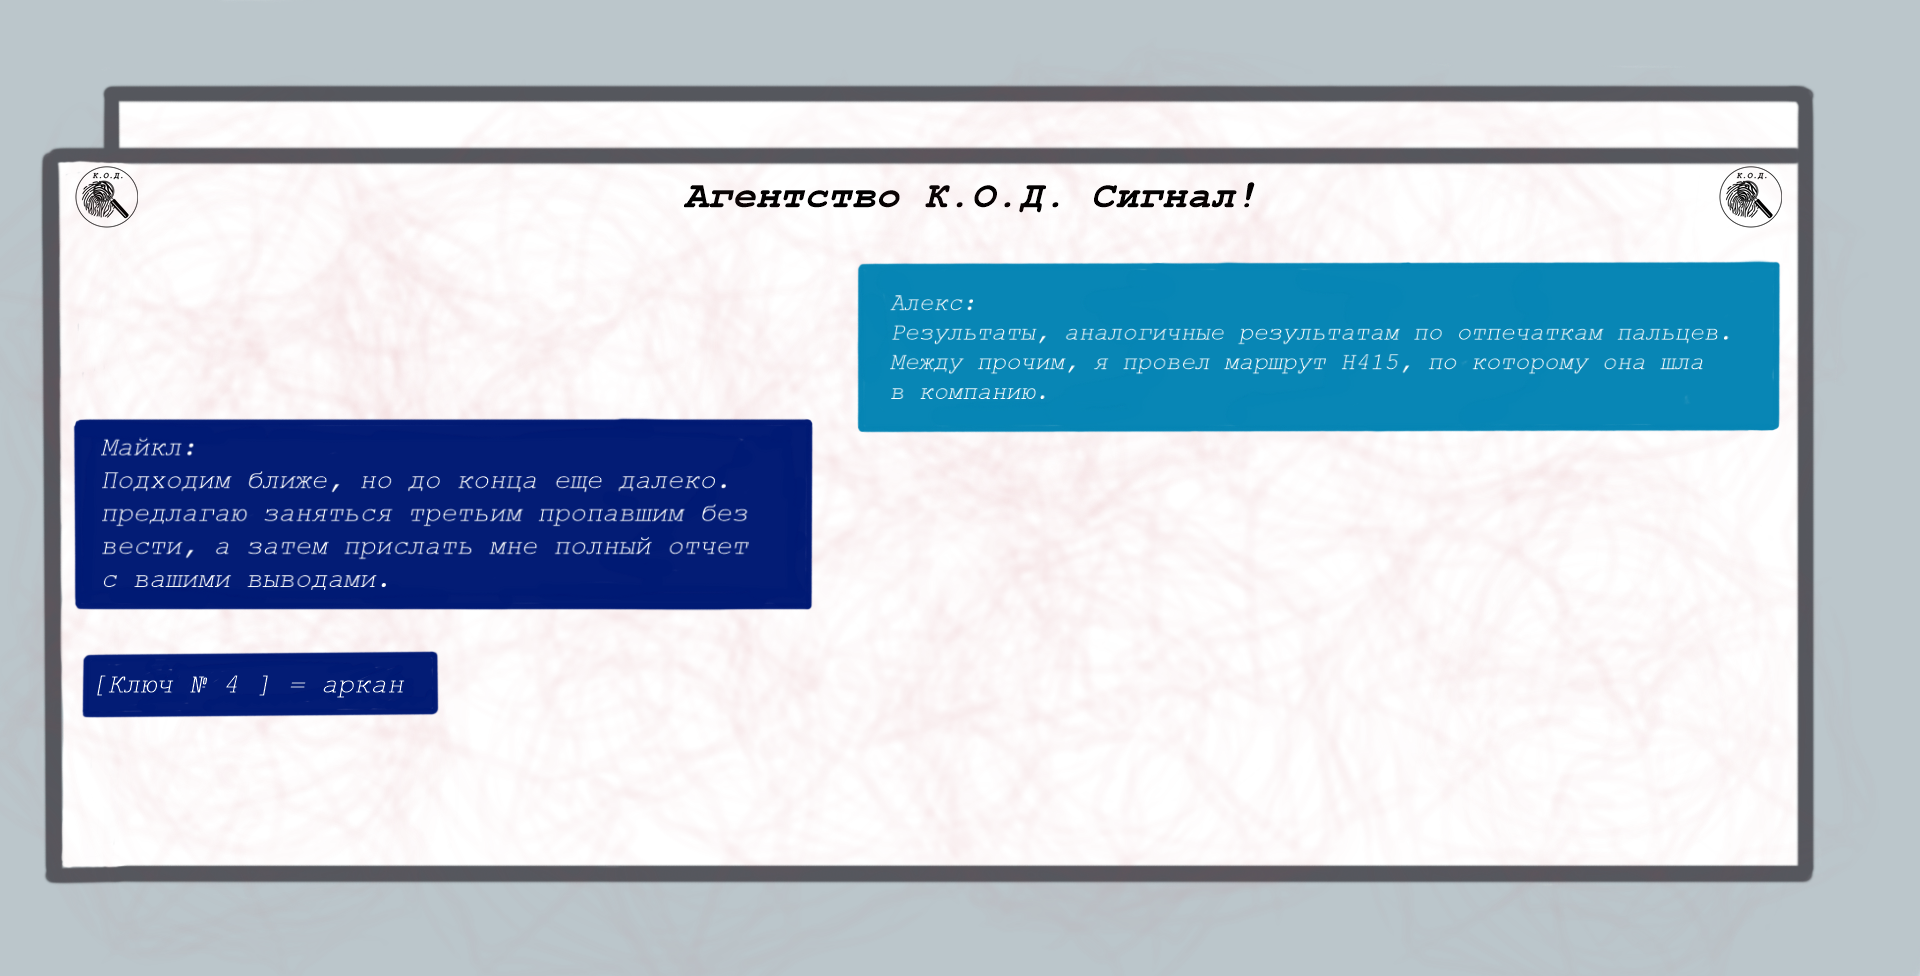 К.О.Д.
Агентство К.О.Д. Сигнал!
К.О.Д.
Алекс:
Результаты, аналогичные результатам по отпечаткам пальцев.
Между прочим, я провел маршрут Н415, по которому она шла
в компанию.
Майкл:
Подходим ближе, но до конца еще далеко.
предлагаю заняться третьим пропавшим без
вести, а затем прислать мне полный отчет
с вашими выводами.
[Ключ № 4 ] = аркан